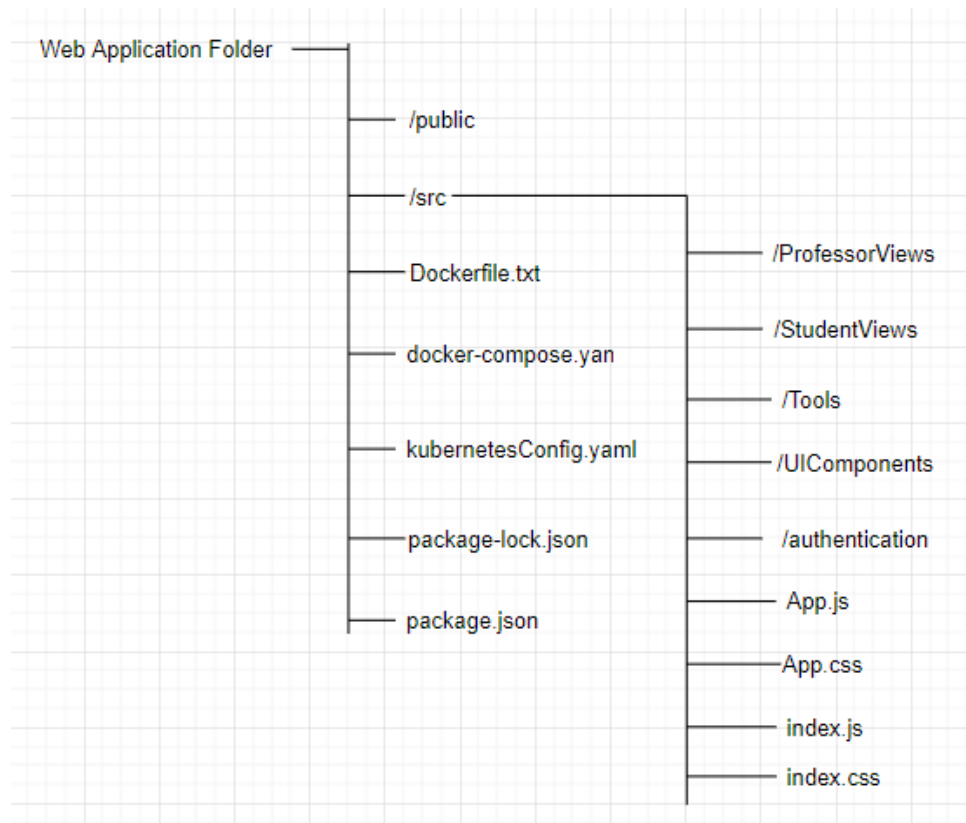 Web Application Folder
/public
/src
Dockerfile.txt
docker-compose.yan
kubernetesConfig.yaml
package-lock.json
package.json
/ProfessorViews
/StudentViews
/Tools
/UIComponents
/authentication
App.js
App.css
index.js
index.css